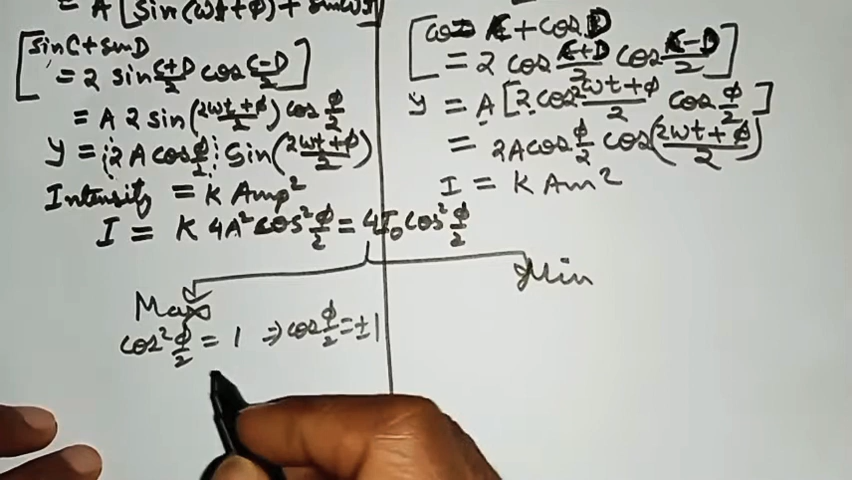 = A [sin(ωt+φ) + sinωt]
[sinC + sinD
= 2 sin (C+D)/2 cos (C-D)/2]
= A 2 sin((2ωt+φ)/2) cos φ/2
y = (2A cos φ/2) sin((2ωt+φ)/2)
Intensity = K Amp²
I = K 4A² cos² φ/2 = 4I₀ cos² φ/2
Max
cos² φ/2 = 1 ⇒ cos φ/2 = ±1
[cos C + cos D
= 2 cos (C+D)/2 cos (C-D)/2]
y = A [2 cos (2ωt+φ)/2 cos φ/2]
= 2A cos φ/2 cos((2ωt+φ)/2)
I = K Am²
Min